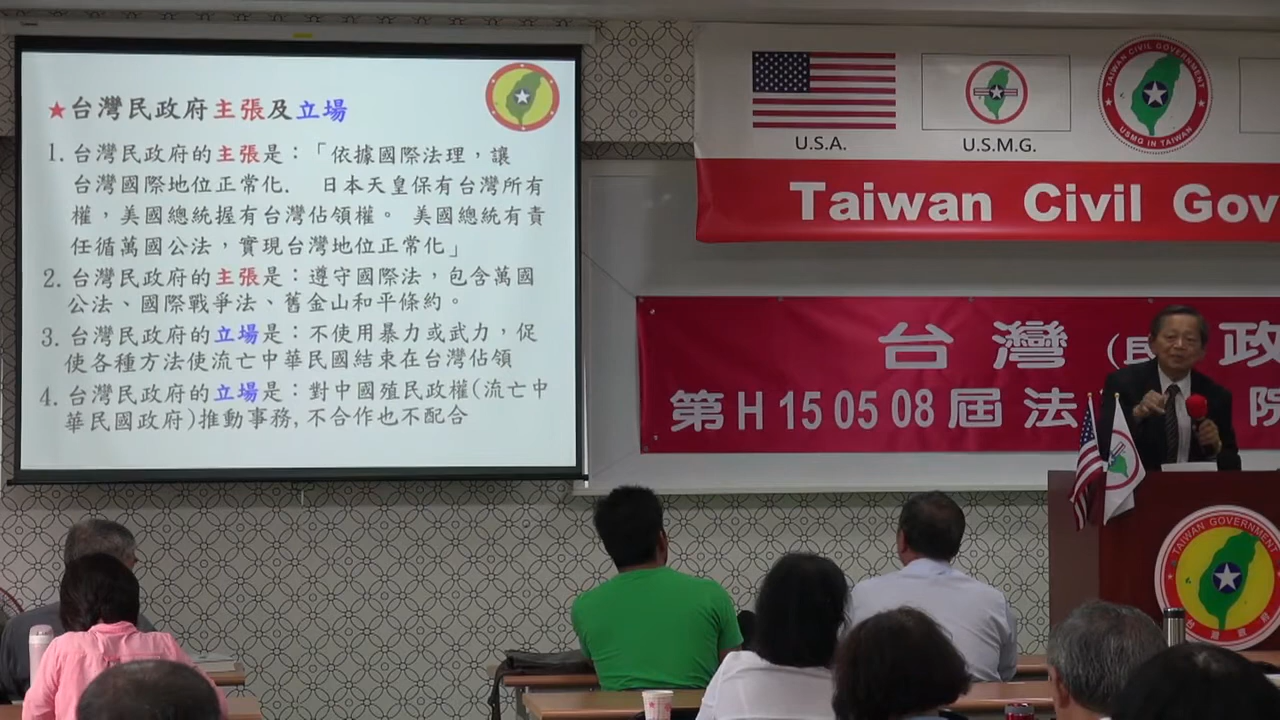 ★台灣民政府主張及立場
1. 台灣民政府的主張是：「依據國際法理，讓
台灣國際地位正常化. 日本天皇保有台灣所有
權，美國總統握有台灣佔領權。 美國總統有責
任循萬國公法，實現台灣地位正常化」
2. 台灣民政府的主張是：遵守國際法，包含萬國
公法、國際戰爭法、舊金山和平條約。
3. 台灣民政府的立場是：不使用暴力或武力，促
使各種方法使流亡中華民國結束在台灣佔領
4. 台灣民政府的立場是：對中國殖民政權(流亡中
華民國政府)推動事務, 不合作也不配合
U.S.A.
U.S.M.G.
TAIWAN CIVIL GOVERNMENT
USMG IN TAIWAN
Taiwan Civil Gov
台灣(民 政
第H 15 05 08屆法 院
TAIWAN GOVERNMENT